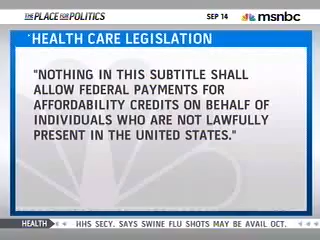 THE PLACE FOR POLITICS
SEP 14
msnbc
HEALTH CARE LEGISLATION
"NOTHING IN THIS SUBTITLE SHALL
ALLOW FEDERAL PAYMENTS FOR
AFFORDABILITY CREDITS ON BEHALF OF
INDIVIDUALS WHO ARE NOT LAWFULLY
PRESENT IN THE UNITED STATES."
HEALTH
HHS SECY. SAYS SWINE FLU SHOTS MAY BE AVAIL OCT.